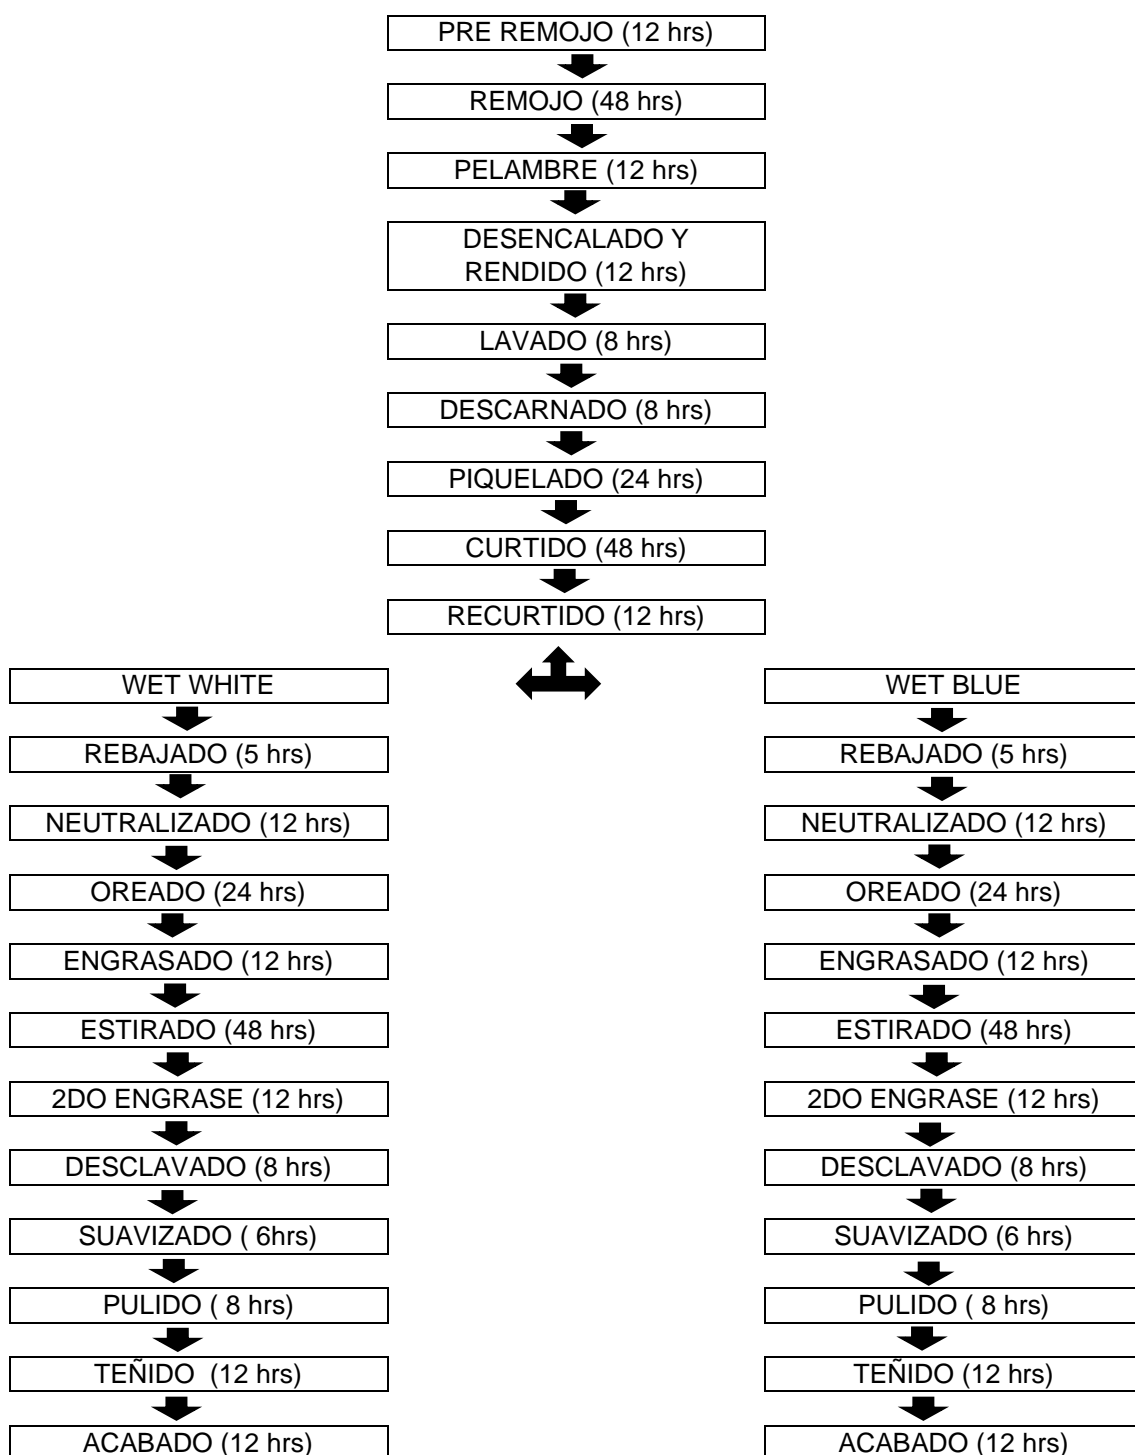 PRE REMOJO (12 hrs)
REMOJO (48 hrs)
PELAMBRE (12 hrs)
DESENCALADO Y
RENDIDO (12 hrs)
LAVADO (8 hrs)
DESCARNADO (8 hrs)
PIQUELADO (24 hrs)
CURTIDO (48 hrs)
RECURTIDO (12 hrs)
WET WHITE
REBAJADO (5 hrs)
NEUTRALIZADO (12 hrs)
OREADO (24 hrs)
ENGRASADO (12 hrs)
ESTIRADO (48 hrs)
2DO ENGRASE (12 hrs)
DESCLAVADO (8 hrs)
SUAVIZADO ( 6hrs)
PULIDO ( 8 hrs)
TEÑIDO (12 hrs)
ACABADO (12 hrs)
WET BLUE
REBAJADO (5 hrs)
NEUTRALIZADO (12 hrs)
OREADO (24 hrs)
ENGRASADO (12 hrs)
ESTIRADO (48 hrs)
2DO ENGRASE (12 hrs)
DESCLAVADO (8 hrs)
SUAVIZADO (6 hrs)
PULIDO ( 8 hrs)
TEÑIDO (12 hrs)
ACABADO (12 hrs)